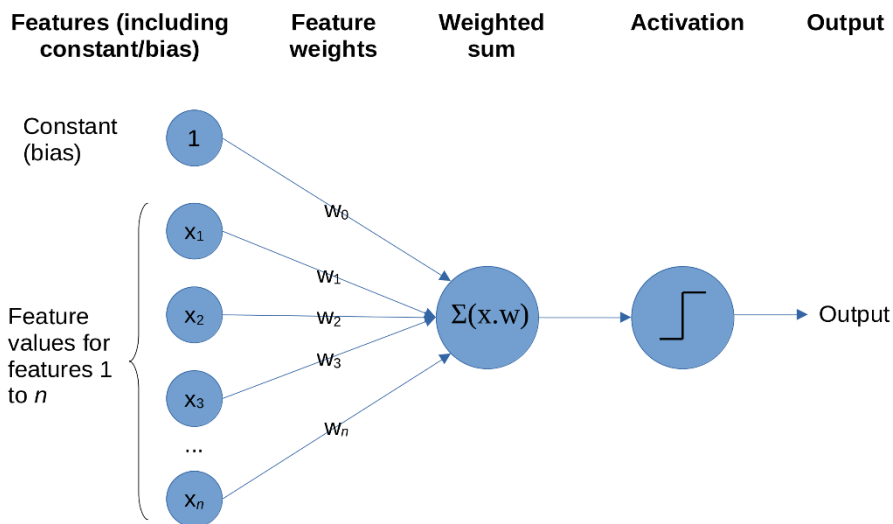 Features (including
constant/bias)
Feature
weights
Weighted
sum
Activation
Output
Constant
(bias)
1
w₀
x₁
w₁
x₂
w₂
Σ(x.w)
Output
Feature
values for
features 1
to n
w₃
x₃
wₙ
...
xₙ